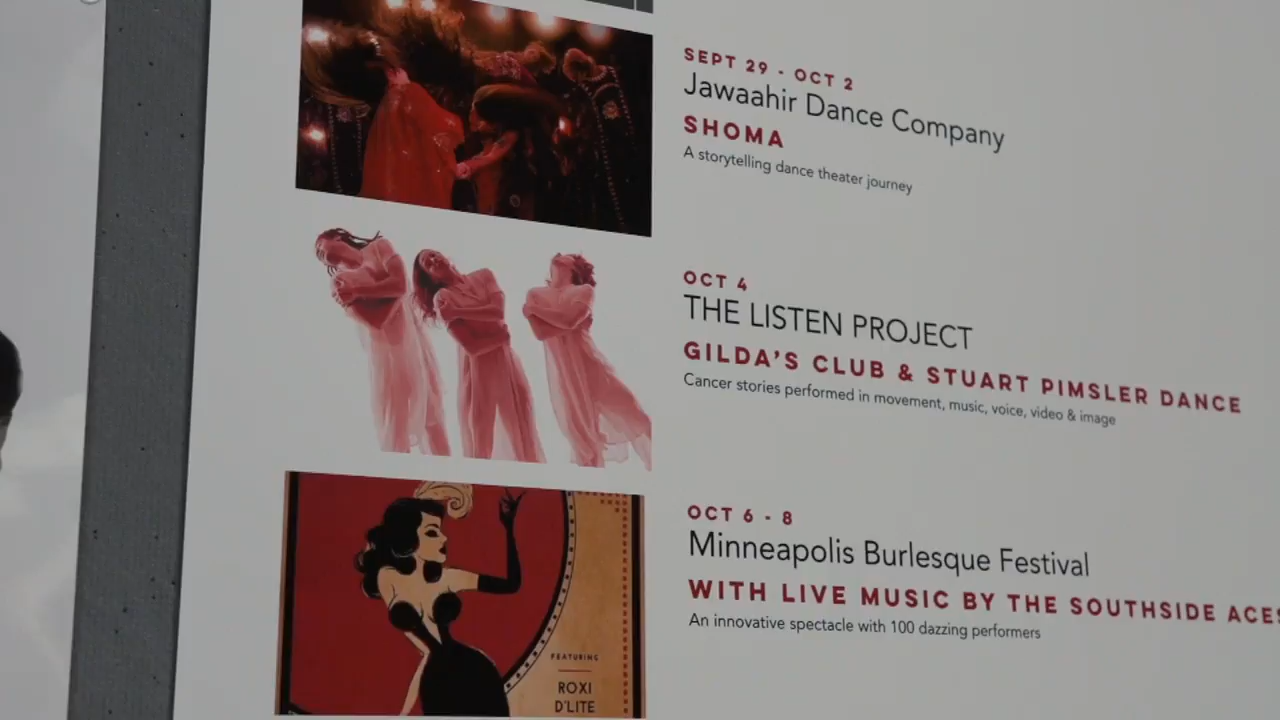 SEPT 29 - OCT 2
Jawaahir Dance Company
SHOMA
A storytelling dance theater journey
OCT 4
THE LISTEN PROJECT
GILDA'S CLUB & STUART PIMSLER DANCE
Cancer stories performed in movement, music, voice, video & image
OCT 6 - 8
Minneapolis Burlesque Festival
WITH LIVE MUSIC BY THE SOUTHSIDE ACES
An innovative spectacle with 100 dazzing performers
FEATURING
ROXI
D'LITE